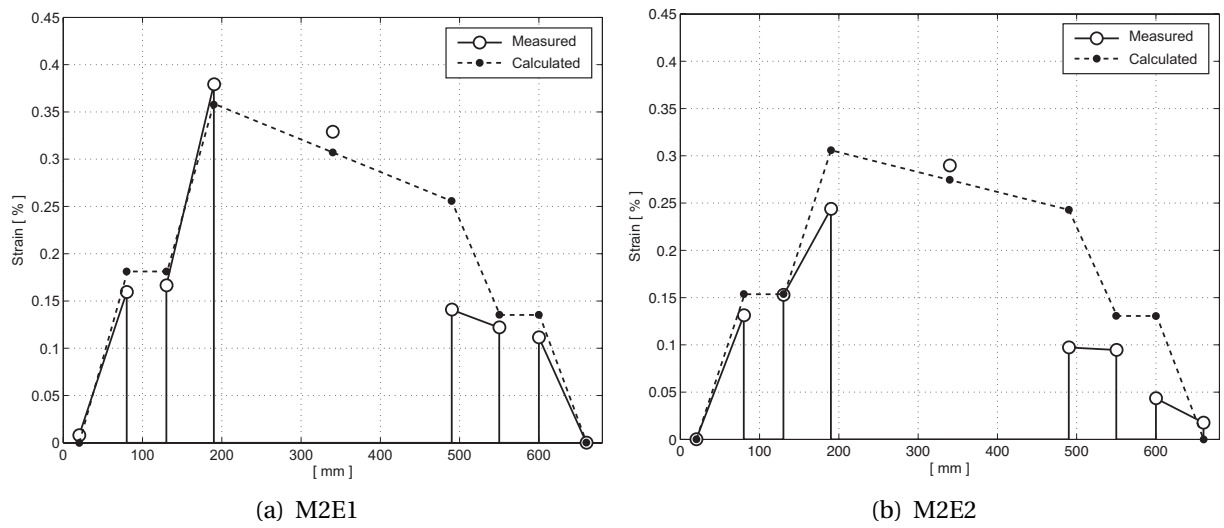 0.45
0.4
0.35
0.3
0.25
0.2
0.15
0.1
0.05
0
Strain [ % ]
Measured
Calculated
0 100 200 300 400 500 600
[ mm ]
(a) M2E1
0.45
0.4
0.35
0.3
0.25
0.2
0.15
0.1
0.05
0
Strain [ % ]
Measured
Calculated
0 100 200 300 400 500 600
[ mm ]
(b) M2E2